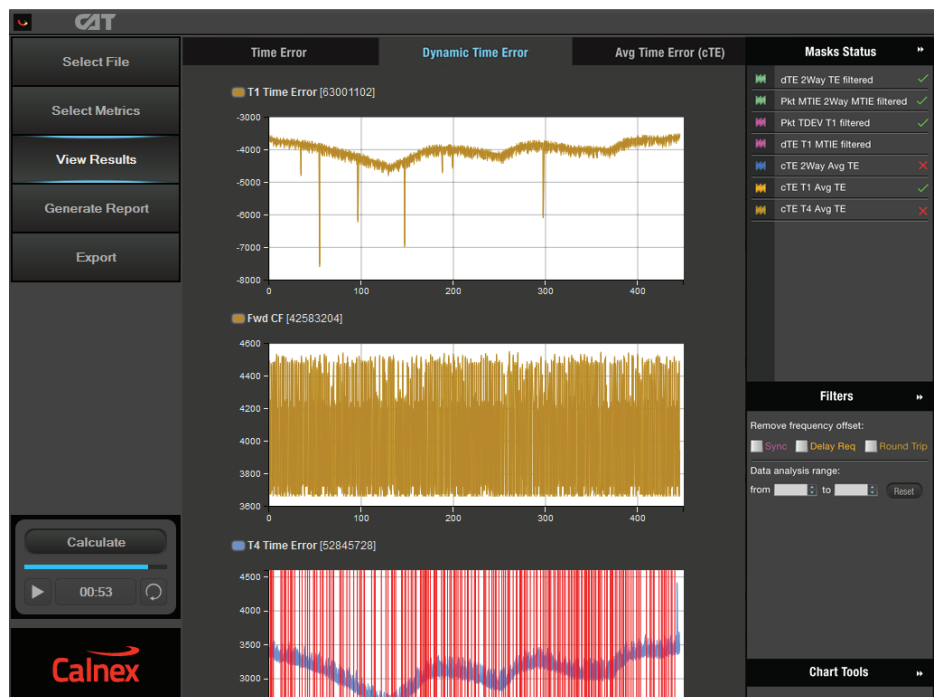 CAT
Select File
Select Metrics
View Results
Generate Report
Export
Calculate
00:53
Calnex
Time Error
Dynamic Time Error
Avg Time Error (cTE)
T1 Time Error [63001102]
-3000
-4000
-5000
-6000
-7000
-8000
0 100 200 300 400
Fwd CF [42583204]
4600
4400
4200
4000
3800
3600
0 100 200 300 400
T4 Time Error [52845728]
4500
4000
3500
3000
Masks Status
dTE 2Way TE filtered
Pkt MTIE 2Way MTIE filtered
Pkt TDEV T1 filtered
dTE T1 MTIE filtered
cTE 2Way Avg TE
cTE T1 Avg TE
cTE T4 Avg TE
Filters
Remove frequency offset:
Sync Delay Req Round Trip
Data analysis range:
from to Reset
Chart Tools